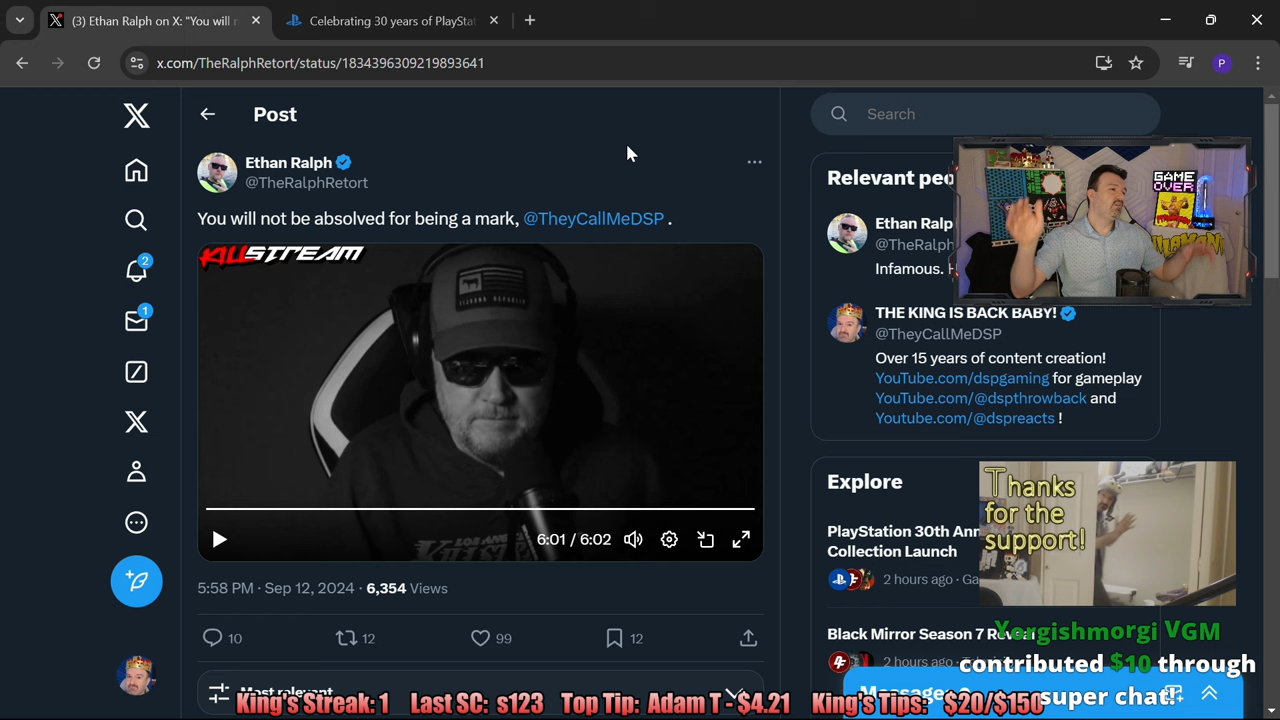 (3) Ethan Ralph on X: "You will n
Celebrating 30 years of PlayStat
x.com/TheRalphRetort/status/1834396309219893641
P
Post
Search
Ethan Ralph
@TheRalphRetort
You will not be absolved for being a mark, @TheyCallMeDSP .
KILLSTREAM
6:01 / 6:02
5:58 PM · Sep 12, 2024 · 6,354 Views
10
12
99
12
Most relevant
2
1
Relevant peo
Ethan Ralp
@TheRalph
Infamous.
THE KING IS BACK BABY!
@TheyCallMeDSP
Over 15 years of content creation!
YouTube.com/dspgaming for gameplay
YouTube.com/@dspthrowback and
Youtube.com/@dspreacts !
GAME
OVER
Explore
PlayStation 30th Ann
Collection Launch
2 hours ago · Ga
Black Mirror Season 7 Reveal
2 hours ago
Thanks
for the
support!
Yergishmorgi VGM
contributed $10 through
super chat!
Messages
King's Streak: 1 Last SC: s123 Top Tip: Adam T - $4.21 King's Tips: $20/$150